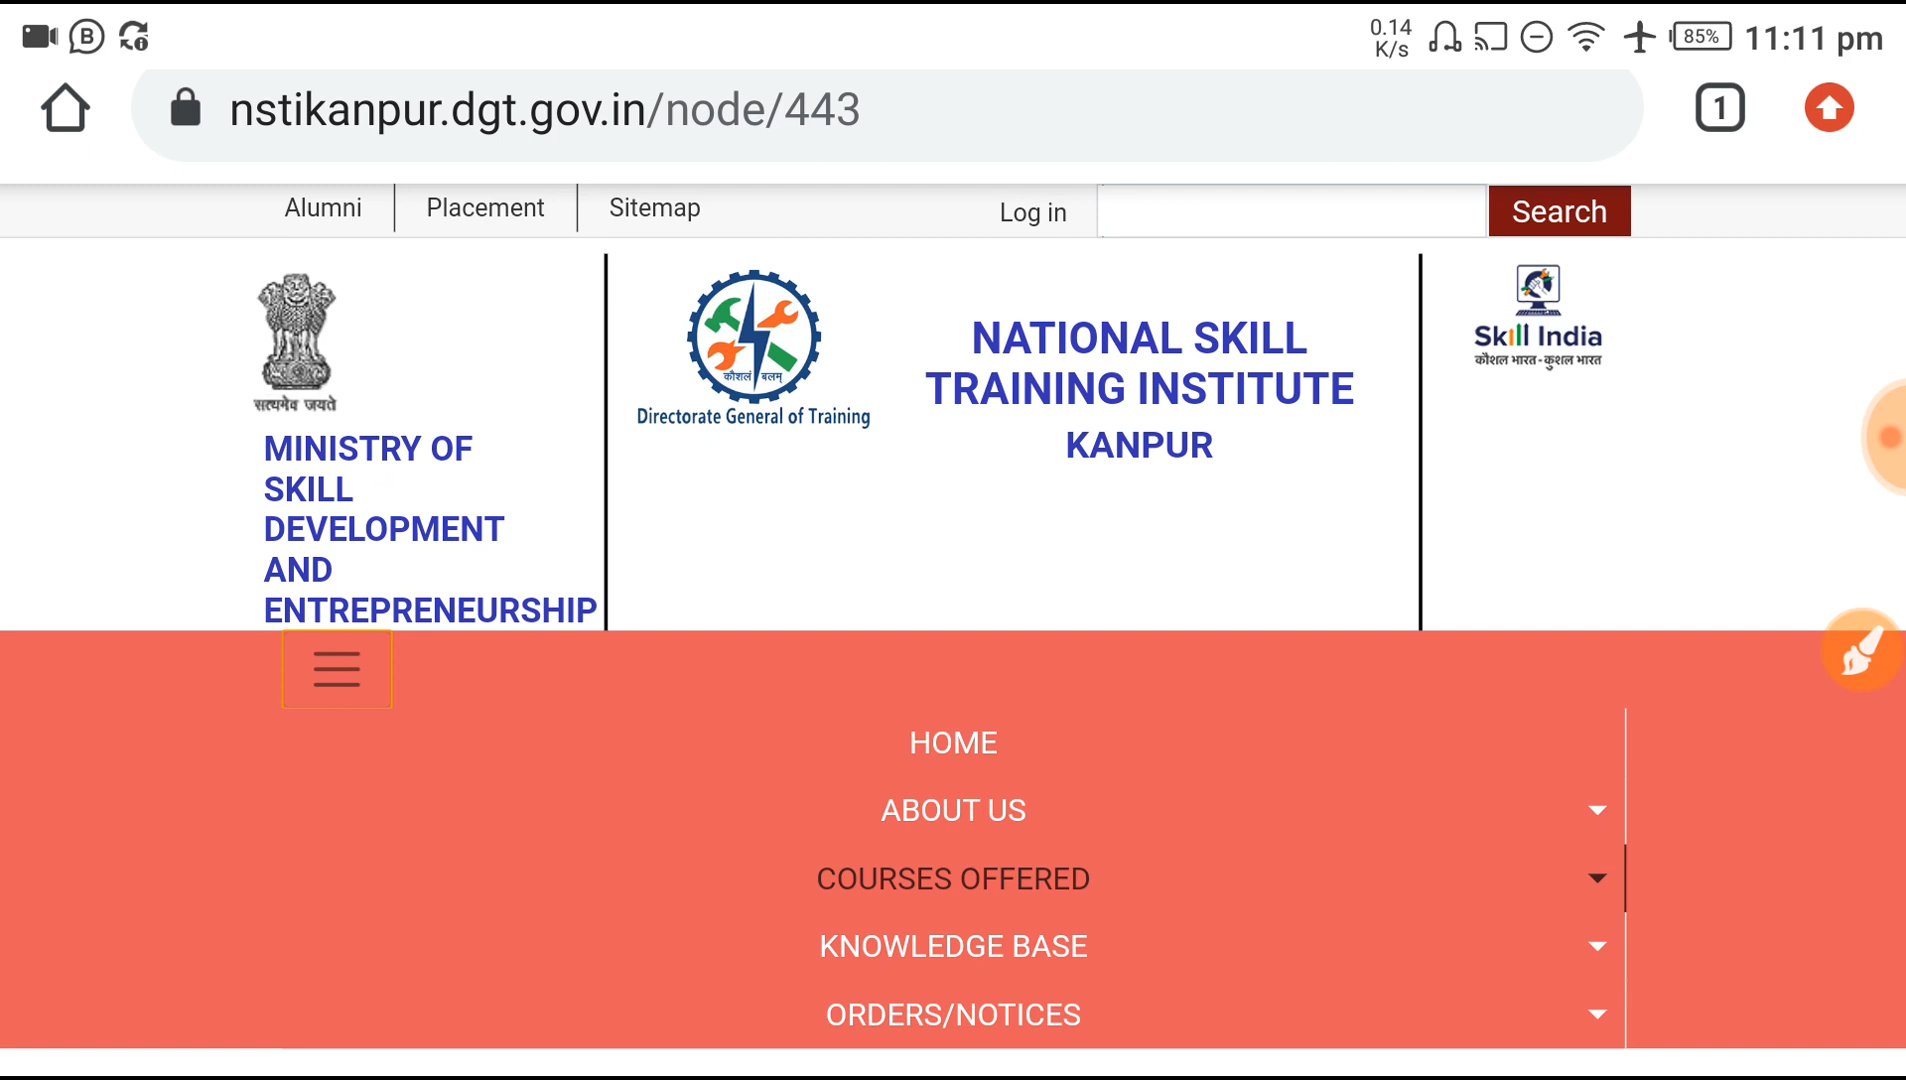 0.14
K/s
85%
11:11 pm
nstikanpur.dgt.gov.in/node/443
1
B
Alumni
Placement
Sitemap
Log in
Search
सत्यमेव जयते
MINISTRY OF
SKILL
DEVELOPMENT
AND
ENTREPRENEURSHIP
कौशलं बलम्
Directorate General of Training
NATIONAL SKILL
TRAINING INSTITUTE
KANPUR
Skill India
कौशल भारत - कुशल भारत
HOME
ABOUT US
COURSES OFFERED
KNOWLEDGE BASE
ORDERS/NOTICES